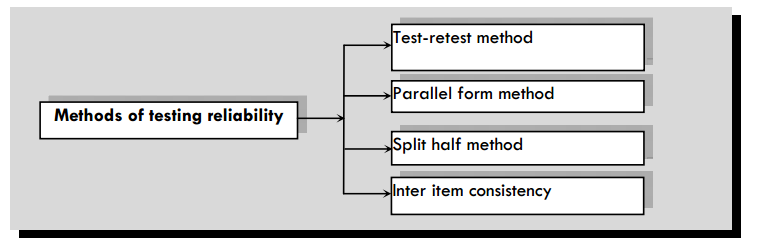 Methods of testing reliability
Test-retest method
Parallel form method
Split half method
Inter item consistency